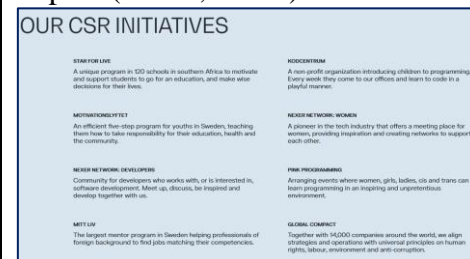 OUR CSR INITIATIVES
STAR FOR LIVE
A unique program in 120 schools in southern Africa to motivate
and support students to go for an education, and make wise
decisions for their lives.
MOTIVATIONSLYFTET
An efficient five-step program for youths in Sweden, teaching
them how to take responsibility for their education, health and
the community.
NEXER NETWORK: DEVELOPERS
Community for developers who works with, or is interested in,
software development. Meet up, discuss, be inspired and
develop together with us.
MITT LIV
The largest mentor program in Sweden helping professionals of
foreign background to find jobs matching their competencies.
KODCENTRUM
A non-profit organization introducing children to programming.
Every week they come to our offices and learn to code in a
playful manner.
NEXER NETWORK: WOMEN
A pioneer in the tech industry that offers a meeting place for
women, providing inspiration and creating networks to support
each other.
PINK PROGRAMMING
Arranging events where women, girls, ladies, cis and trans can
learn programming in an inspiring and unpretentious
environment.
GLOBAL COMPACT
Together with 14,000 companies around the world, we align
strategies and operations with universal principles on human
rights, labour, environment and anti-corruption.